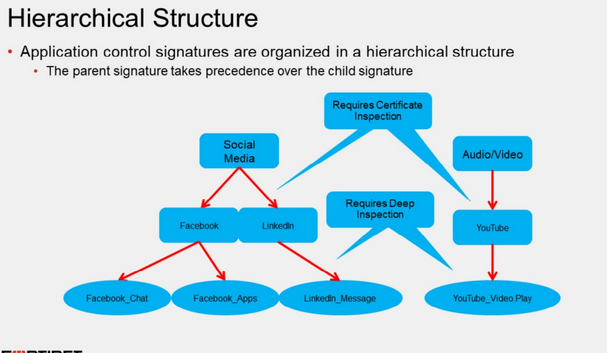 Hierarchical Structure
• Application control signatures are organized in a hierarchical structure
• The parent signature takes precedence over the child signature
Requires Certificate
Inspection
Social
Media
Audio/Video
Requires Deep
Inspection
Facebook
LinkedIn
YouTube
Facebook_Chat
Facebook_Apps
LinkedIn_Message
YouTube_Video.Play